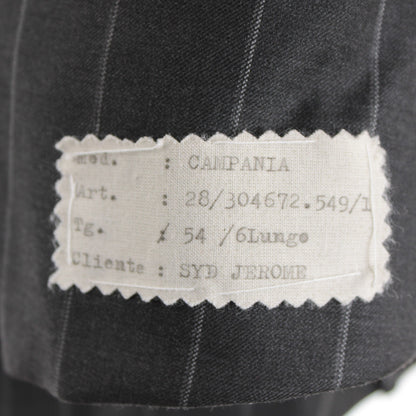 Mod. : CAMPANIA
Art. : 28/304672.549/1
Tg. : 54 /6Lungo
Cliente : SYD JEROME